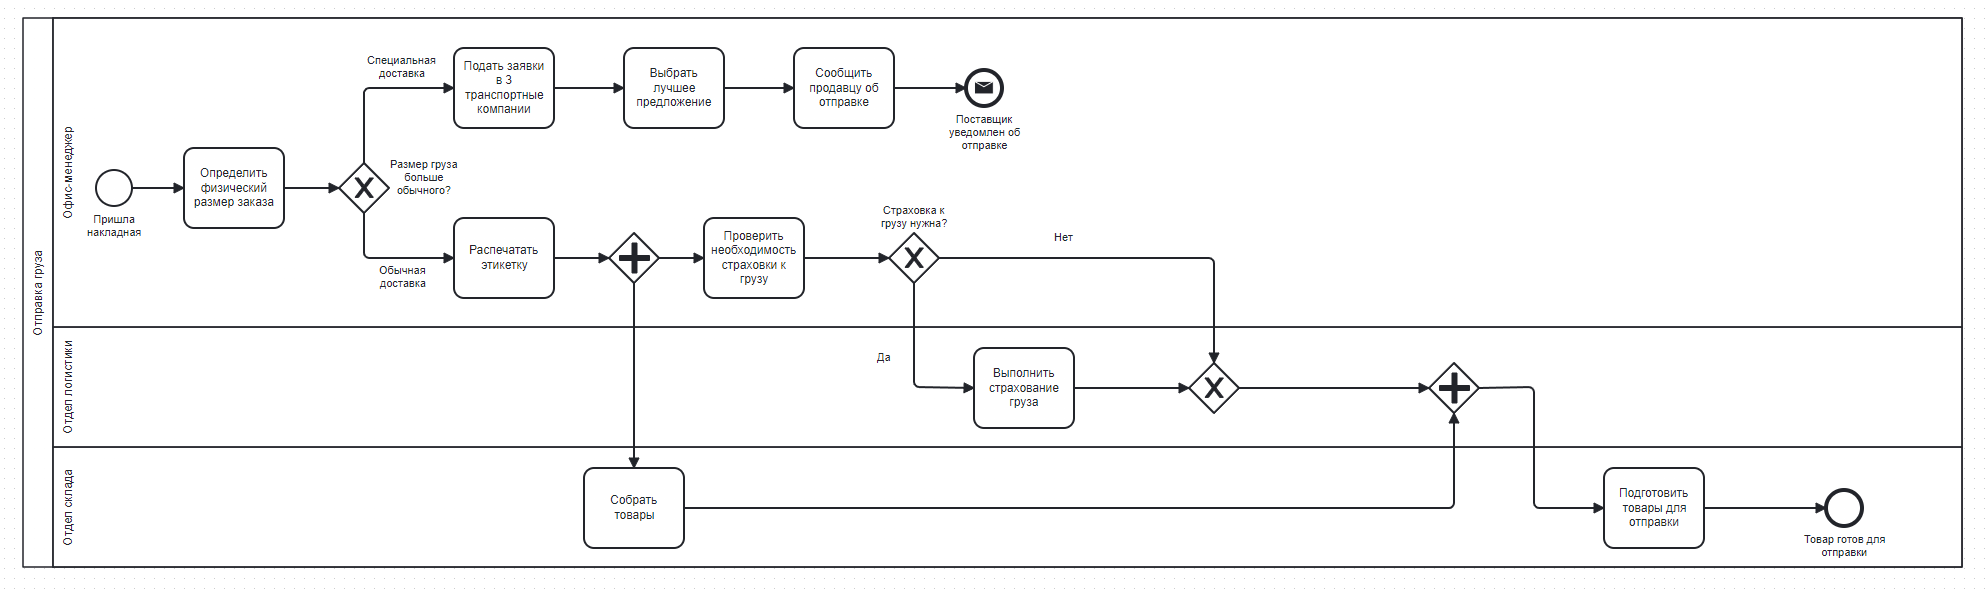 Отправка груза
Офис-менеджер
Пришла
накладная
Определить
физический
размер заказа
Размер груза
больше
обычного?
Специальная
доставка
Подать заявки
в 3
транспортные
компании
Выбрать
лучшее
предложение
Сообщить
продавцу об
отправке
Поставщик
уведомлен об
отправке
Обычная
доставка
Распечатать
этикетку
Проверить
необходимость
страховки к
грузу
Страховка к
грузу нужна?
Нет
Отдел логистики
Да
Выполнить
страхование
груза
Отдел склада
Собрать
товары
Подготовить
товары для
отправки
Товар готов для
отправки